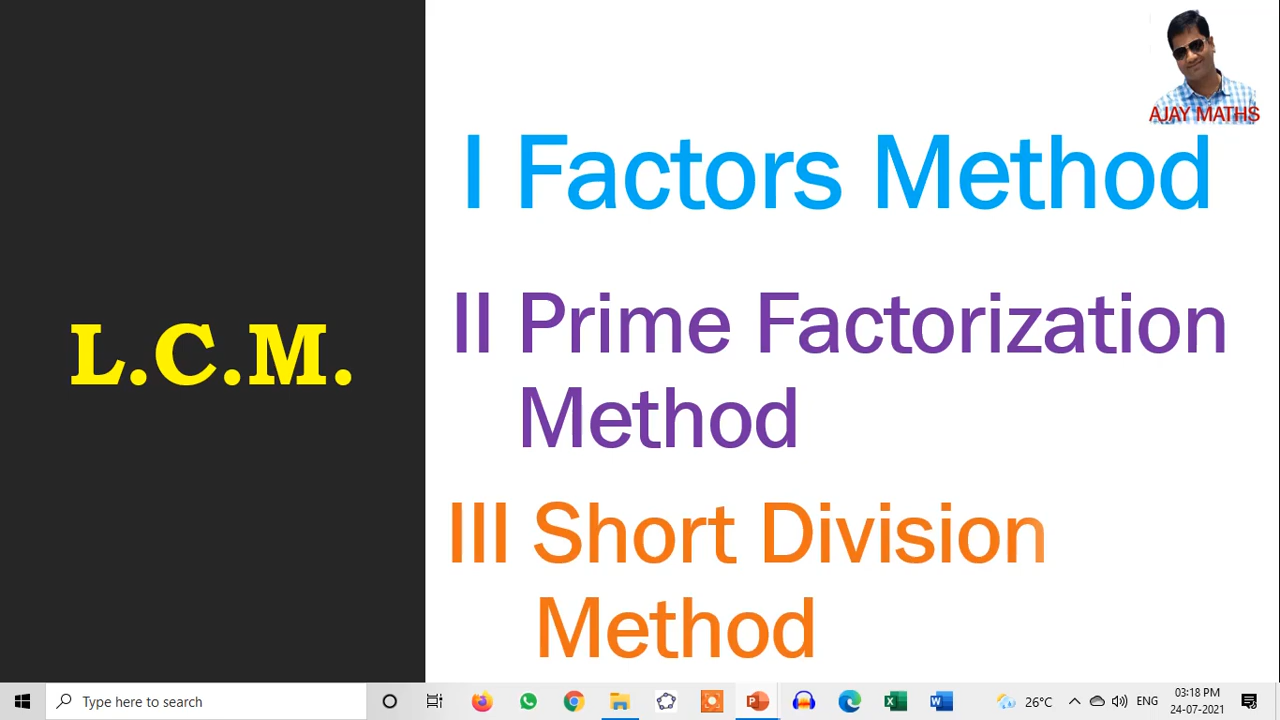 AJAY MATHS
I Factors Method
II Prime Factorization
Method
L.C.M.
III Short Division
Method
Type here to search
26°C
ENG
03:18 PM
24-07-2021